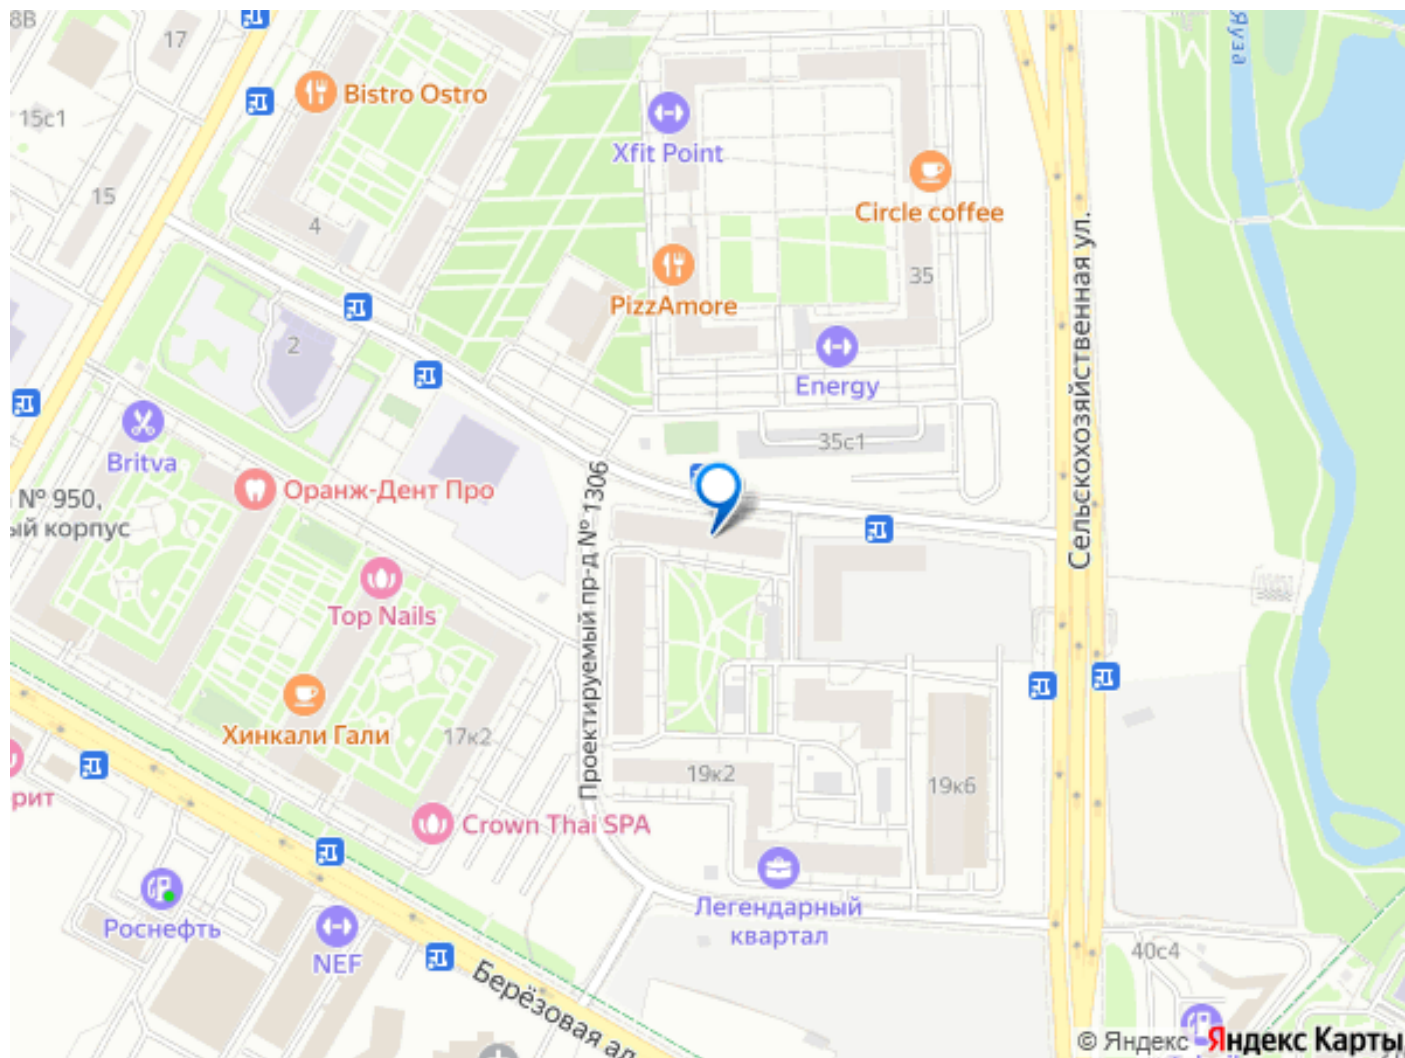 8В
17
Яуза
Bistro Ostro
15с1
Xfit Point
15
Circle coffee
4
35
PizzAmore
2
Energy
Сельскохозяйственная ул.
35с1
Britva
Оранж-Дент Про
Проектируемый пр-д № 1306
№ 950,
ый корпус
Top Nails
Хинкали Гали
17к2
19к2
19к6
рит
Crown Thai SPA
Роснефть
Легендарный
квартал
NEF
40с4
Берёзовая ал
© Яндекс Яндекс Карты